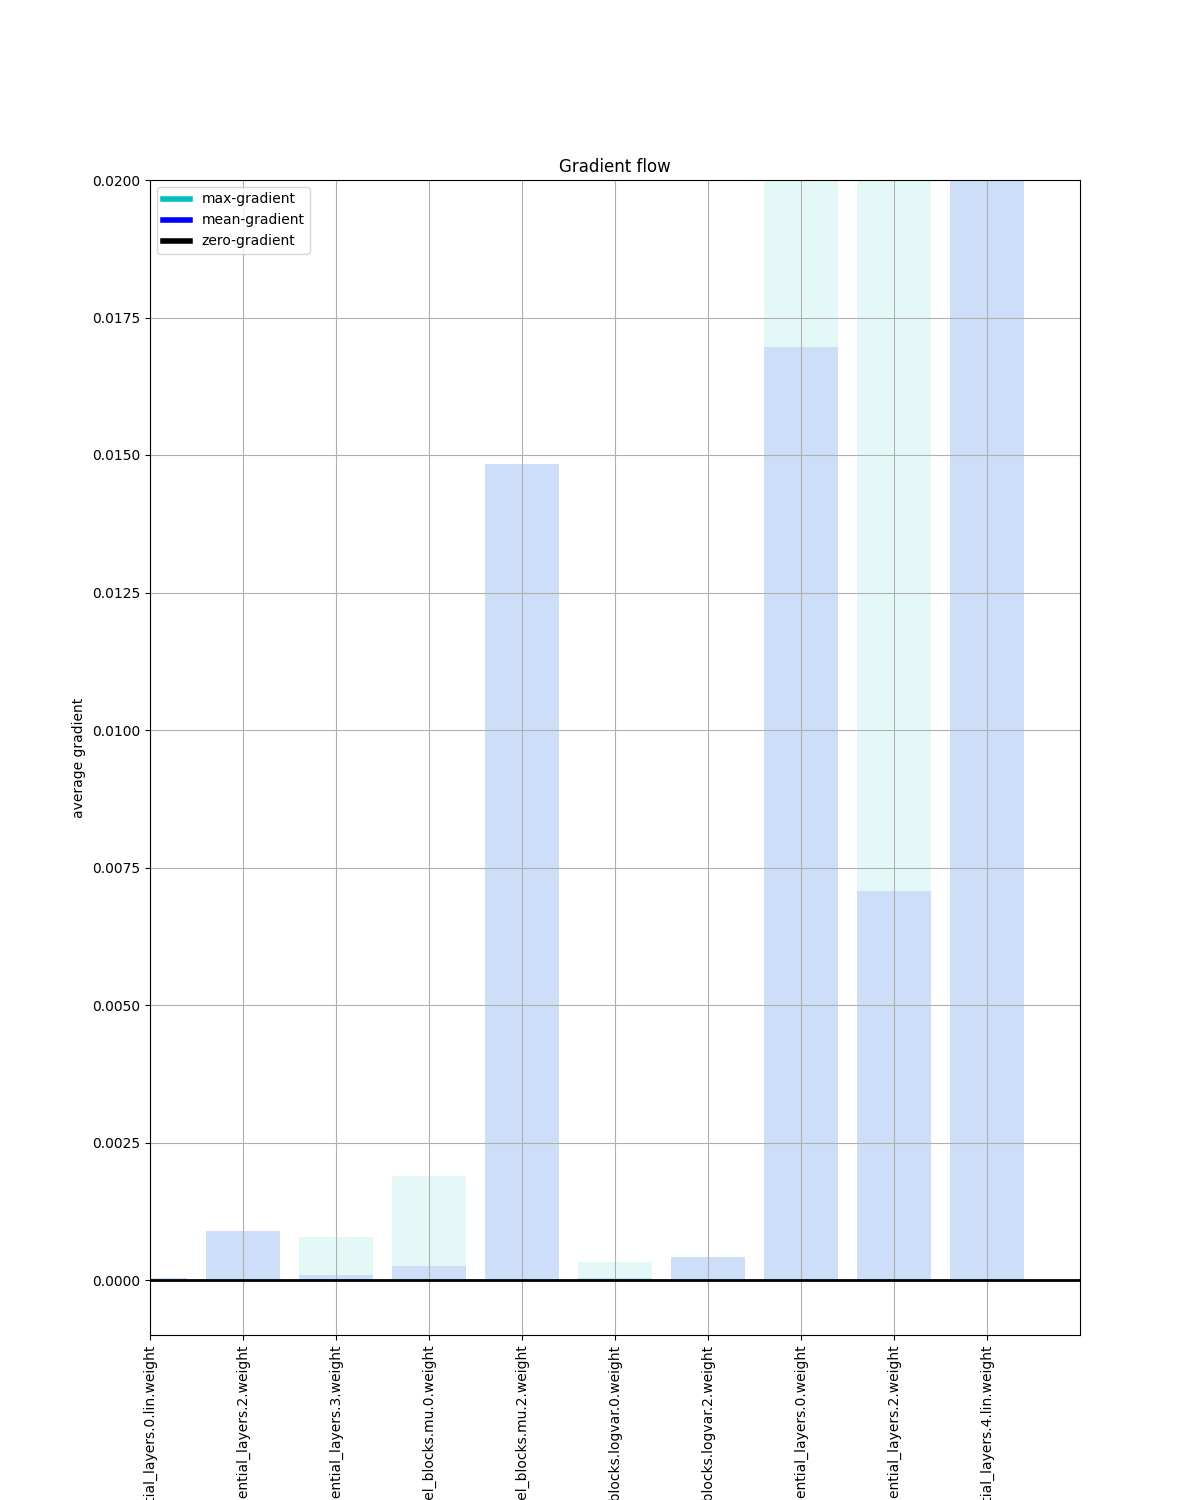 Gradient flow
max-gradient
mean-gradient
zero-gradient
0.0200
0.0175
0.0150
0.0125
0.0100
0.0075
0.0050
0.0025
0.0000
average gradient
tial_layers.0.lin.weight
ential_layers.2.weight
ential_layers.3.weight
el_blocks.mu.0.weight
el_blocks.mu.2.weight
blocks.logvar.0.weight
blocks.logvar.2.weight
ential_layers.0.weight
ential_layers.2.weight
tial_layers.4.lin.weight